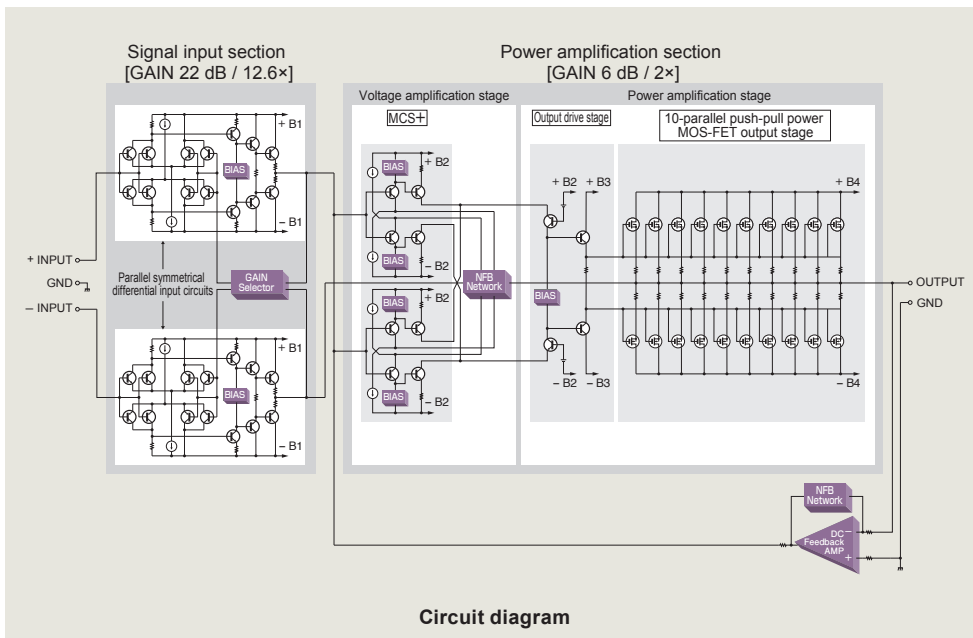 Signal input section
[GAIN 22 dB / 12.6×]
Power amplification section
[GAIN 6 dB / 2×]
Voltage amplification stage
Power amplification stage
MCS+
Output drive stage
10-parallel push-pull power
MOS-FET output stage
+ B1
BIAS
− B1
+ INPUT
GND
− INPUT
Parallel symmetrical
differential input circuits
GAIN
Selector
+ B1
BIAS
− B1
BIAS
+ B2
BIAS
− B2
BIAS
+ B2
BIAS
− B2
NFB
Network
+ B2
+ B3
BIAS
− B2
− B3
+ B4
− B4
OUTPUT
GND
NFB
Network
DC
Feedback
AMP
−
+
Circuit diagram